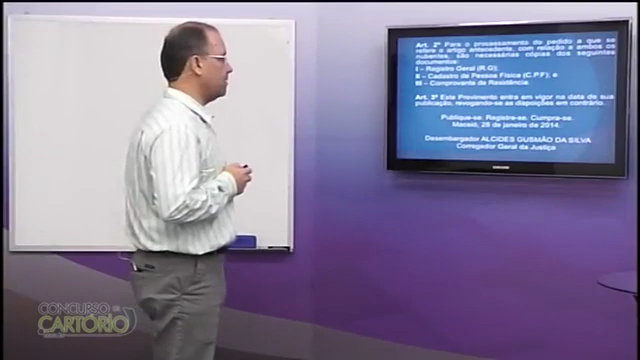 Art. 2º Para o processamento do pedido a que se
refere o artigo antecedente, com relação a ambos os
nubentes, são necessárias cópias dos seguintes
documentos:
I – Registro Geral (R.G);
II – Cadastro de Pessoa Física (C.P.F); e
III – Comprovante de Residência.
Art. 3º Este Provimento entra em vigor na data de sua
publicação, revogando-se as dispoições em contrário.
Publique-se. Registre-se. Cumpra-se.
Maceió, 28 de janeiro de 2014.
Desembargador ALCIDES GUSMÃO DA SILVA
Corregedor Geral da Justiça
SAMSUNG
CONCURSO DE
CARTÓRIO